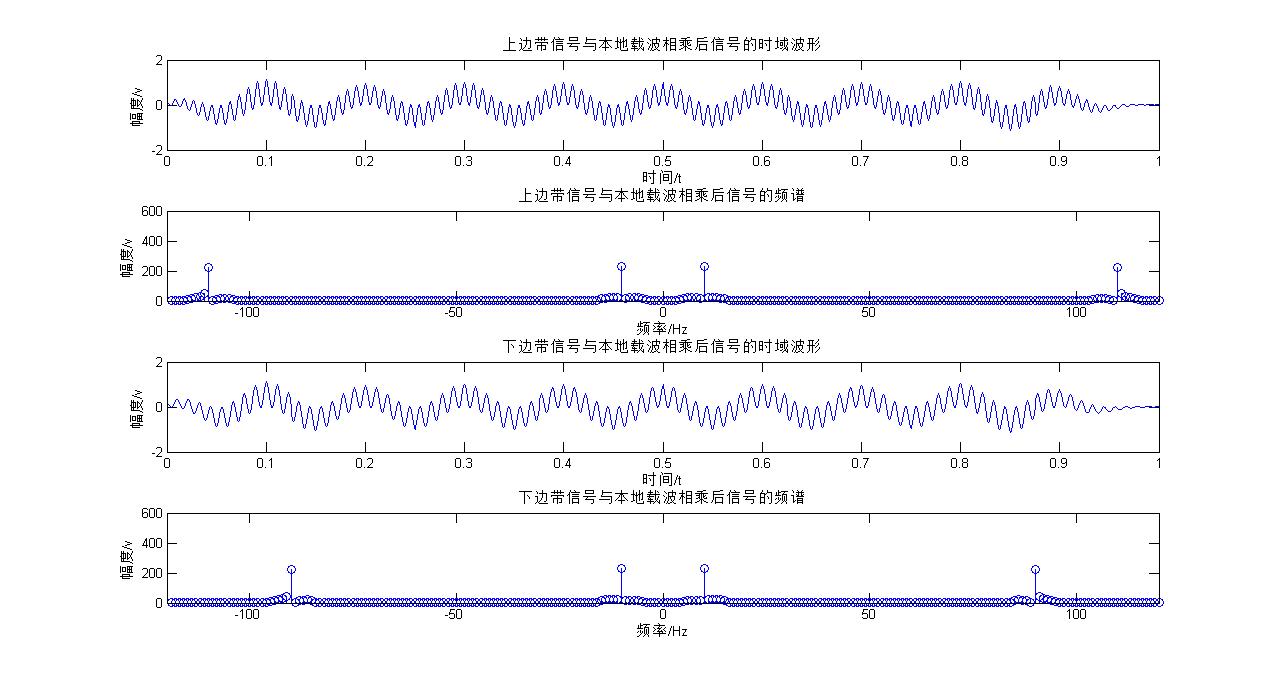 上边带信号与本地载波相乘后信号的时域波形
2
0
-2
幅度/v
0 0.1 0.2 0.3 0.4 0.5 0.6 0.7 0.8 0.9 1
时间/t
上边带信号与本地载波相乘后信号的频谱
600
400
200
0
幅度/v
-100 -50 0 50 100
频率/Hz
下边带信号与本地载波相乘后信号的时域波形
2
0
-2
幅度/v
0 0.1 0.2 0.3 0.4 0.5 0.6 0.7 0.8 0.9 1
时间/t
下边带信号与本地载波相乘后信号的频谱
600
400
200
0
幅度/v
-100 -50 0 50 100
频率/Hz